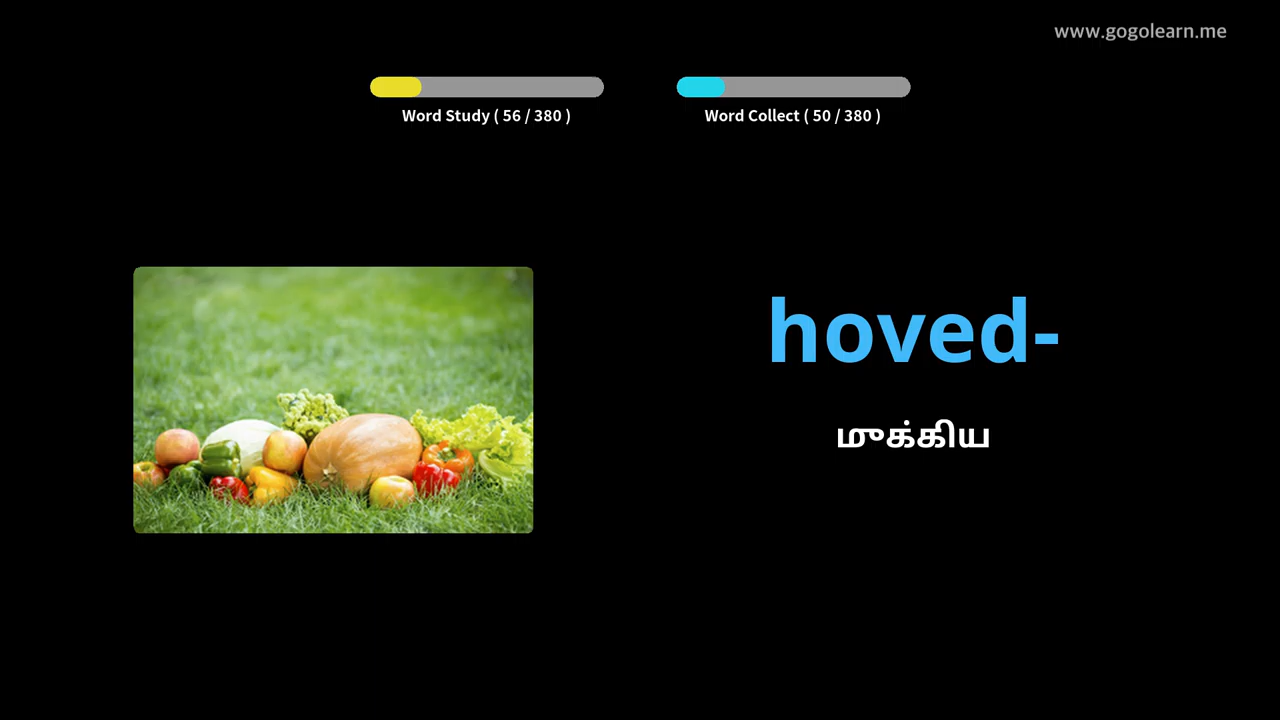 www.gogolearn.me
Word Study ( 56 / 380 )
Word Collect ( 50 / 380 )
hoved-
முக்கிய